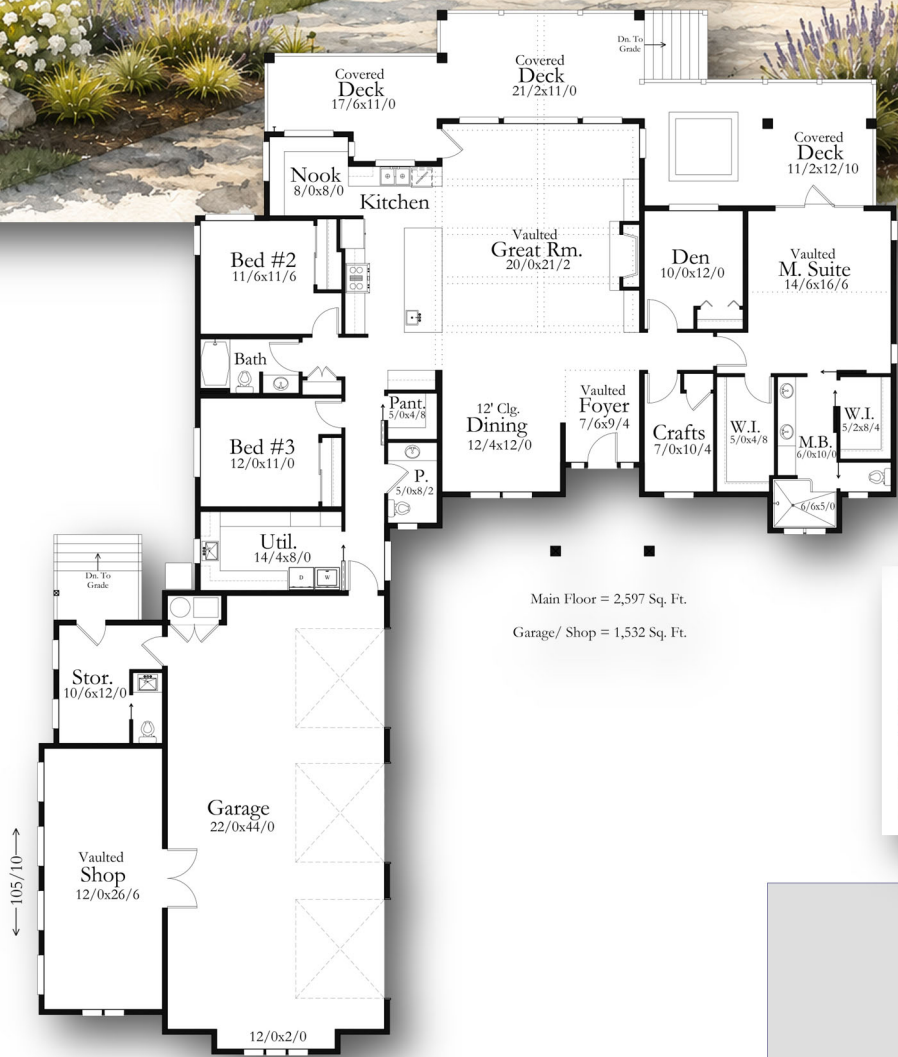 Dn. To
Grade
Covered
Deck
17/6x11/0
Covered
Deck
21/2x11/0
Covered
Deck
11/2x12/10
Nook
8/0x8/0
Kitchen
Bed #2
11/6x11/6
Vaulted
Great Rm.
20/0x21/2
Den
10/0x12/0
Vaulted
M. Suite
14/6x16/6
Bath
Pant.
5/0x4/8
12' Clg.
Dining
12/4x12/0
Vaulted
Foyer
7/6x9/4
Crafts
7/0x10/4
W.I.
5/0x4/8
M.B.
6/0x10/0
W.I.
5/2x8/4
Bed #3
12/0x11/0
P.
5/0x8/2
6/6x5/0
Util.
14/4x8/0
D
W
Dn. To
Grade
Main Floor = 2,597 Sq. Ft.
Garage/ Shop = 1,532 Sq. Ft.
Stor.
10/6x12/0
Garage
22/0x44/0
Vaulted
Shop
12/0x26/6
105/10
12/0x2/0